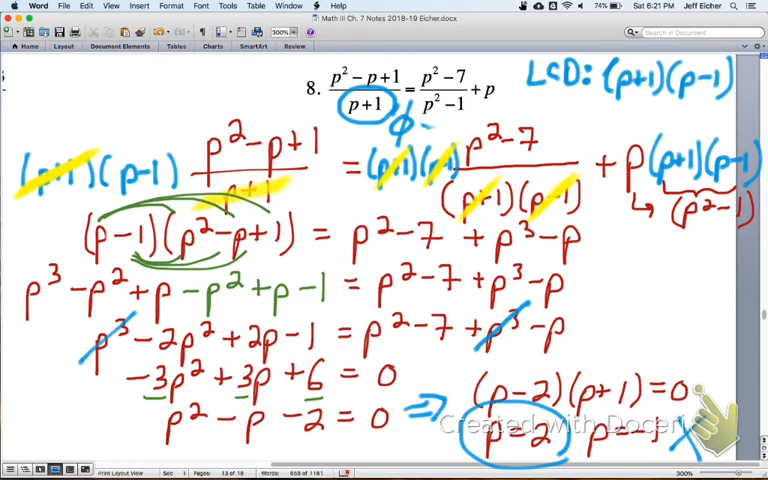 Word File Edit View Insert Format Font Tools Table Window Help 74% Sat 6:21 PM Jeff Eicher
Math III Ch. 7 Notes 2018-19 Eicher.docx
300% Search in Document
Home Layout Document Elements Tables Charts SmartArt Review
8. (p² − p + 1)/(p + 1) = (p² − 7)/(p² − 1) + p LCD: (p+1)(p−1)
(p+1)(p−1) (p² − p + 1)/(p+1) = (p+1)(p−1) (p² − 7)/((p+1)(p−1)) + p(p+1)(p−1)
↳ (p² − 1)
(p−1)(p² − p + 1) = p² − 7 + p³ − p
p³ − p² + p − p² + p − 1 = p² − 7 + p³ − p
p³ − 2p² + 2p − 1 = p² − 7 + p³ − p
−3p² + 3p + 6 = 0
p² − p − 2 = 0 ⇒ (p−2)(p+1) = 0
p = 2 p = −1 X
Created with Doceri
Print Layout View Sec 1 Pages: 13 of 18 Words: 658 of 1181 300%